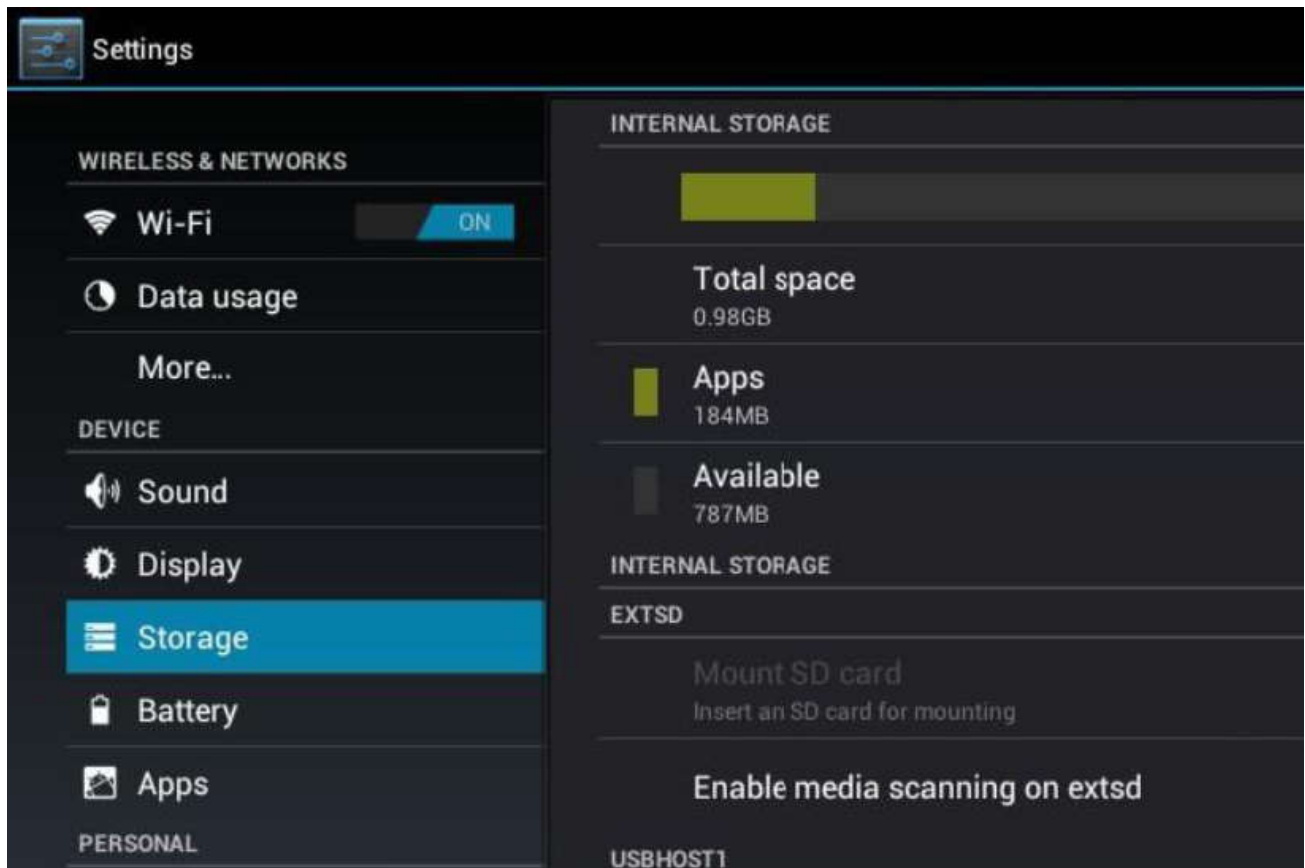 Settings
WIRELESS & NETWORKS
Wi-Fi
ON
Data usage
More...
DEVICE
Sound
Display
Storage
Battery
Apps
PERSONAL
INTERNAL STORAGE
Total space
0.98GB
Apps
184MB
Available
787MB
INTERNAL STORAGE
EXTSD
Mount SD card
Insert an SD card for mounting
Enable media scanning on extsd
USBHOST1